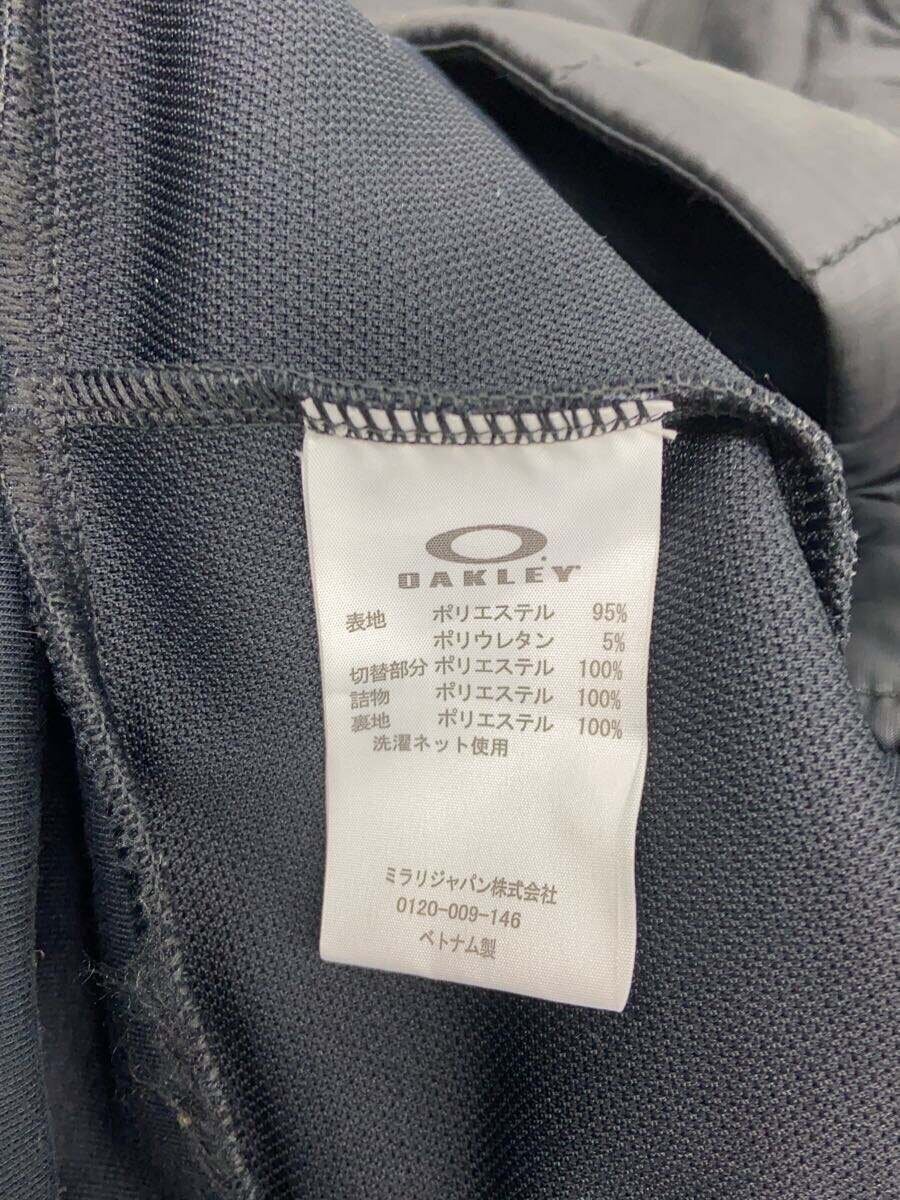 OAKLEY
表地 ポリエステル 95%
ポリウレタン 5%
切替部分 ポリエステル 100%
詰物 ポリエステル 100%
裏地 ポリエステル 100%
洗濯ネット使用
ミラリジャパン株式会社
0120-009-146
ベトナム製